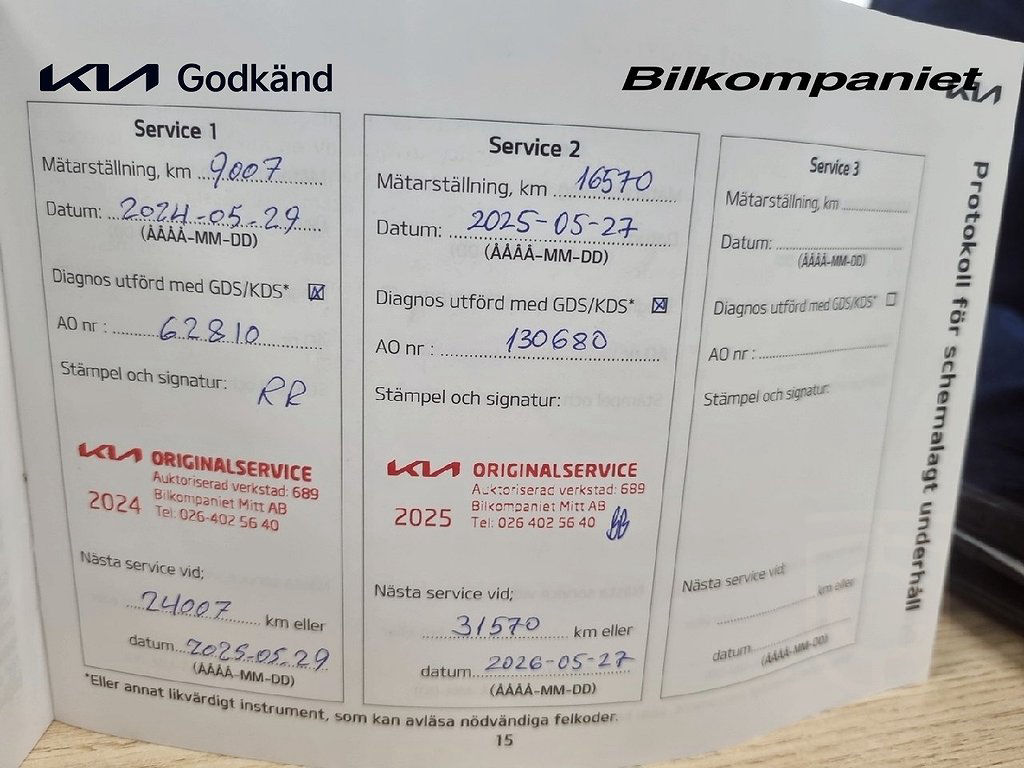 KIA Godkänd
Bilkompaniet
KIA
Protokoll för schemalagt underhåll
Service 1
Mätarställning, km 9007
Datum: 2024-05-29
(ÅÅÅÅ-MM-DD)
Diagnos utförd med GDS/KDS* ☒
AO nr : 62810
Stämpel och signatur: RR
KIA ORIGINALSERVICE
Auktoriserad verkstad: 689
2024 Bilkompaniet Mitt AB
Tel: 026-402 56 40
Nästa service vid;
24007 km eller
datum 2025-05-29
(ÅÅÅÅ-MM-DD)
Service 2
Mätarställning, km 16570
Datum: 2025-05-27
(ÅÅÅÅ-MM-DD)
Diagnos utförd med GDS/KDS* ☒
AO nr : 130680
Stämpel och signatur:
KIA ORIGINALSERVICE
Auktoriserad verkstad: 689
Bilkompaniet Mitt AB
2025 Tel: 026 402 56 40
Nästa service vid;
31570 km eller
datum 2026-05-27
(ÅÅÅÅ-MM-DD)
Service 3
Mätarställning, km
Datum:
(ÅÅÅÅ-MM-DD)
Diagnos utförd med GDS/KDS* ☐
AO nr :
Stämpel och signatur:
Nästa service vid;
km eller
datum
(ÅÅÅÅ-MM-DD)
*Eller annat likvärdigt instrument, som kan avläsa nödvändiga felkoder.
15